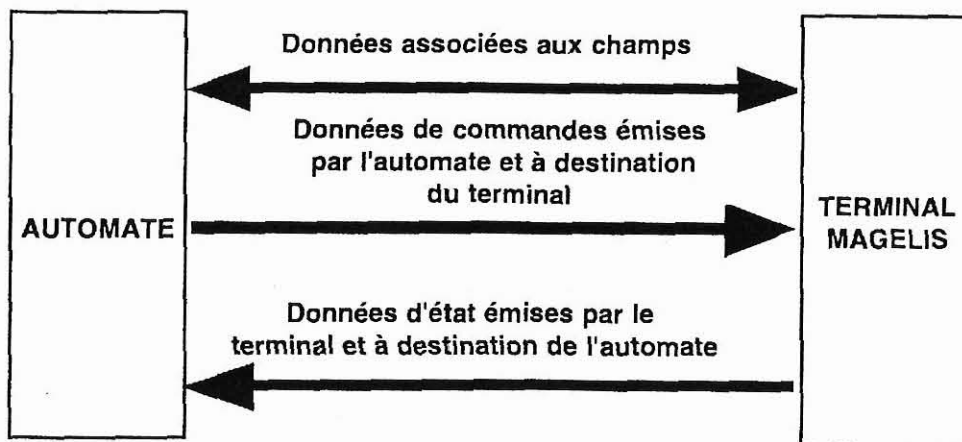 Données associées aux champs
Données de commandes émises
par l'automate et à destination
du terminal
AUTOMATE
TERMINAL
MAGELIS
Données d'état émises par le
terminal et à destination de l'automate